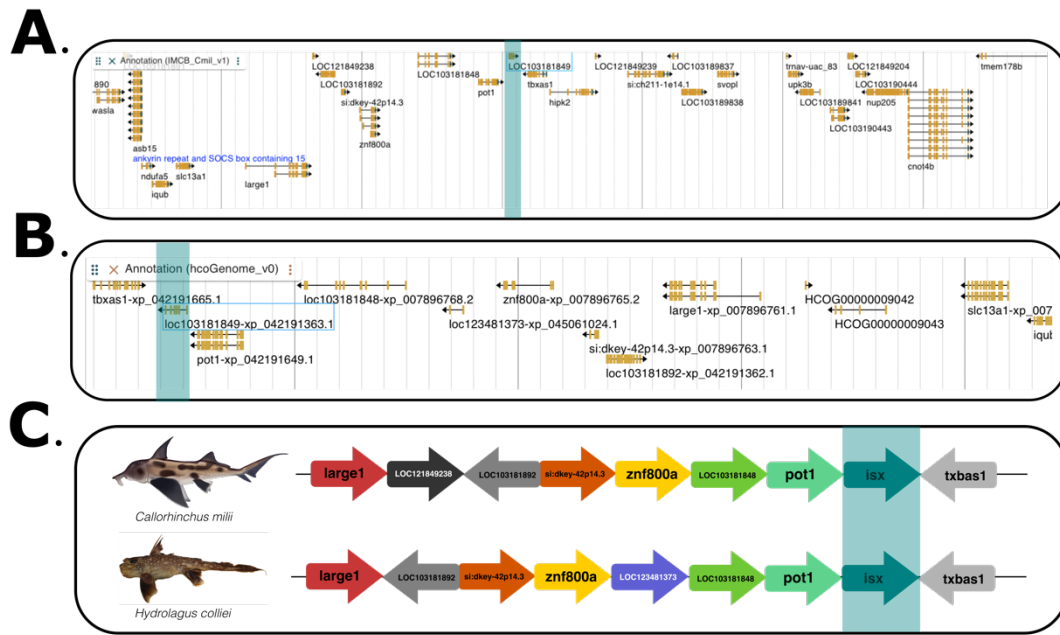 A.
Annotation (IMCB_Cmil_v1)
890
wasla
asb15
ankyrin repeat and SOCS box containing 15
ndufa5
iqub
slc13a1
large1
LOC121849238
LOC103181892
si:dkey-42p14.3
znf800a
LOC103181848
pot1
LOC103181849
tbxas1
hipk2
LOC121849239
si:ch211-1e14.1
LOC103189837
LOC103189838
svopl
trnav-uac_83
upk3b
LOC103189841
LOC103190443
LOC121849204
LOC103190444
nup205
cnot4b
tmem178b
B.
Annotation (hcoGenome_v0)
tbxas1-xp_042191665.1
loc103181849-xp_042191363.1
pot1-xp_042191649.1
loc103181848-xp_007896768.2
loc123481373-xp_045061024.1
znf800a-xp_007896765.2
si:dkey-42p14.3-xp_007896763.1
loc103181892-xp_042191362.1
large1-xp_007896761.1
HCOG00000009042
HCOG00000009043
slc13a1-xp_007
iqub
C.
large1 LOC121849238 LOC103181892 si:dkey-42p14.3 znf800a LOC103181848 pot1 isx txbas1
Callorhinchus milii
large1 LOC103181892 si:dkey-42p14.3 znf800a LOC123481373 LOC103181848 pot1 isx txbas1
Hydrolagus colliei